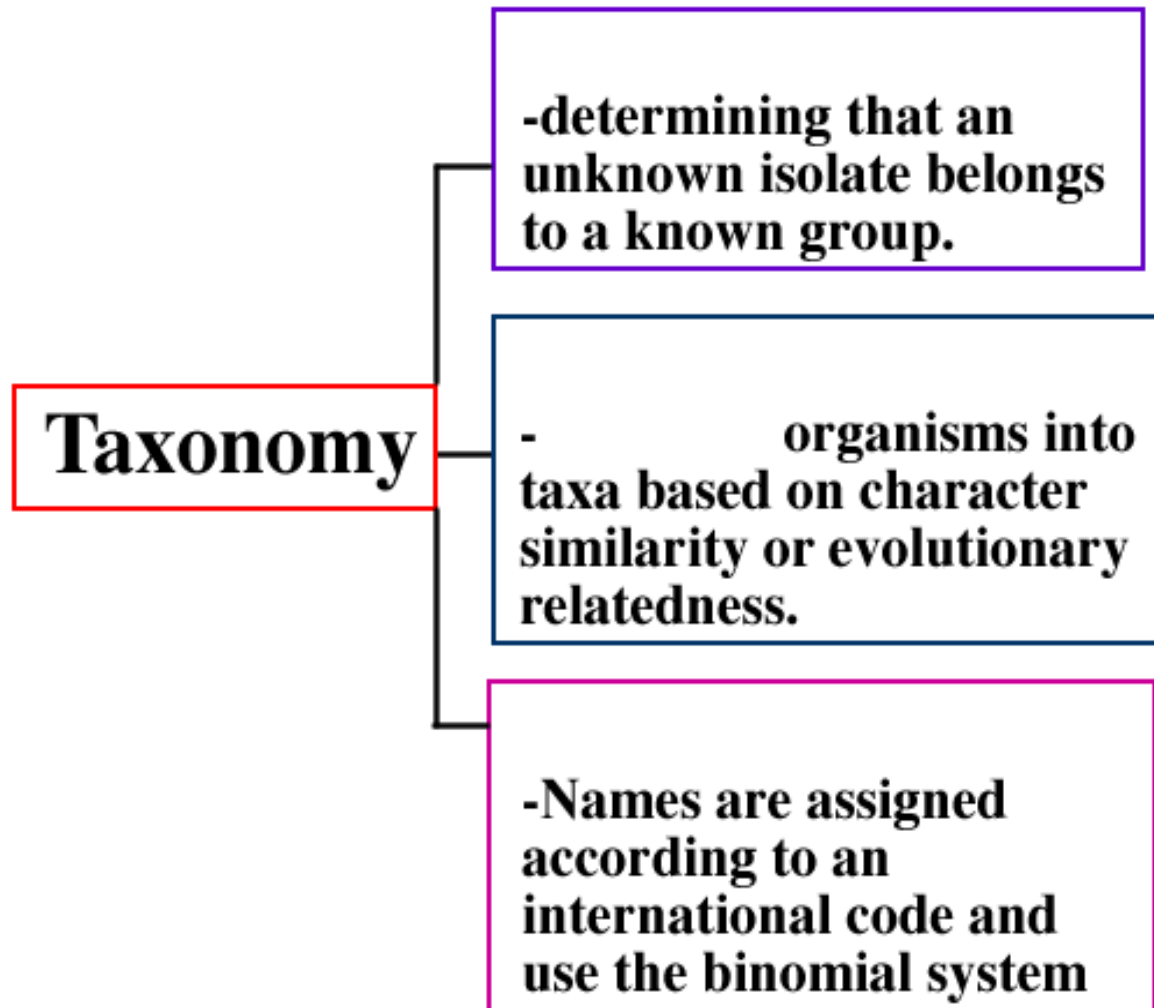 -determining that an
unknown isolate belongs
to a known group.
Taxonomy
- organisms into
taxa based on character
similarity or evolutionary
relatedness.
-Names are assigned
according to an
international code and
use the binomial system